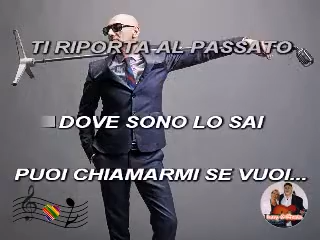 TI RIPORTA AL PASSATO
DOVE SONO LO SAI
PUOI CHIAMARMI SE VUOI...